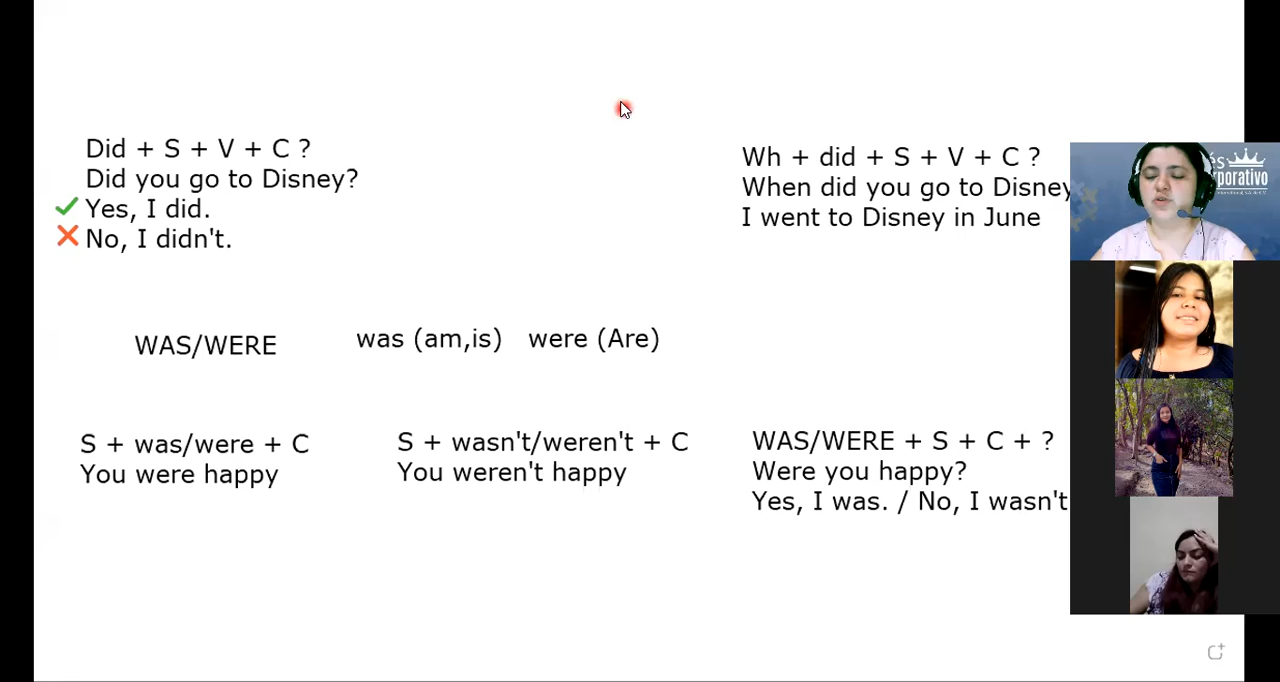 Did + S + V + C ?
Did you go to Disney?
Yes, I did.
No, I didn't.
Wh + did + S + V + C ?
When did you go to Disney
I went to Disney in June
és
rporativo
WAS/WERE
was (am,is) were (Are)
S + was/were + C
You were happy
S + wasn't/weren't + C
You weren't happy
WAS/WERE + S + C + ?
Were you happy?
Yes, I was. / No, I wasn't